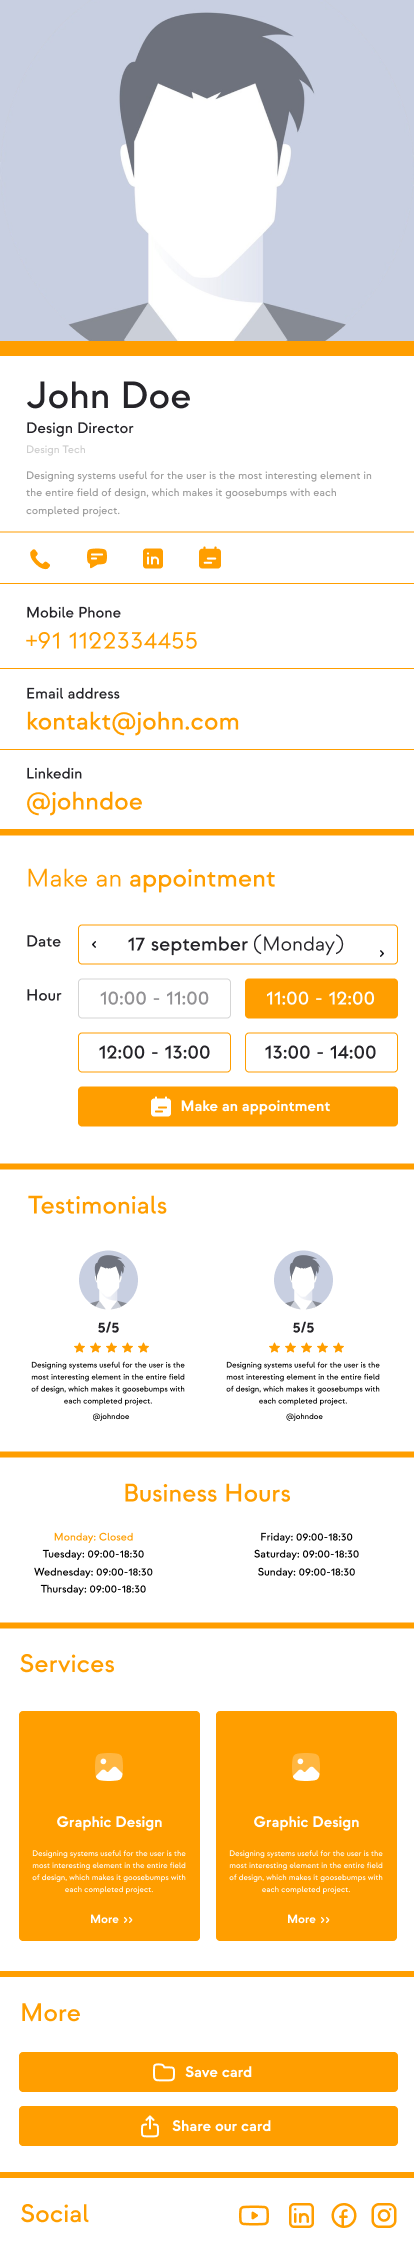 John Doe
Design Director
Design Tech
Designing systems useful for the user is the most interesting element in
the entire field of design, which makes it goosebumps with each
completed project.
in
Mobile Phone
+91 1122334455
Email address
kontakt@john.com
Linkedin
@johndoe
Make an appointment
Date
< 17 september (Monday) >
Hour
10:00 - 11:00
11:00 - 12:00
12:00 - 13:00
13:00 - 14:00
Make an appointment
Testimonials
5/5
Designing systems useful for the user is the
most interesting element in the entire field
of design, which makes it goosebumps with
each completed project.
@johndoe
5/5
Designing systems useful for the user is the
most interesting element in the entire field
of design, which makes it goosebumps with
each completed project.
@johndoe
Business Hours
Monday: Closed
Tuesday: 09:00-18:30
Wednesday: 09:00-18:30
Thursday: 09:00-18:30
Friday: 09:00-18:30
Saturday: 09:00-18:30
Sunday: 09:00-18:30
Services
Graphic Design
Designing systems useful for the user is the
most interesting element in the entire field
of design, which makes it goosebumps with
each completed project.
More >>
Graphic Design
Designing systems useful for the user is the
most interesting element in the entire field
of design, which makes it goosebumps with
each completed project.
More >>
More
Save card
Share our card
Social
in